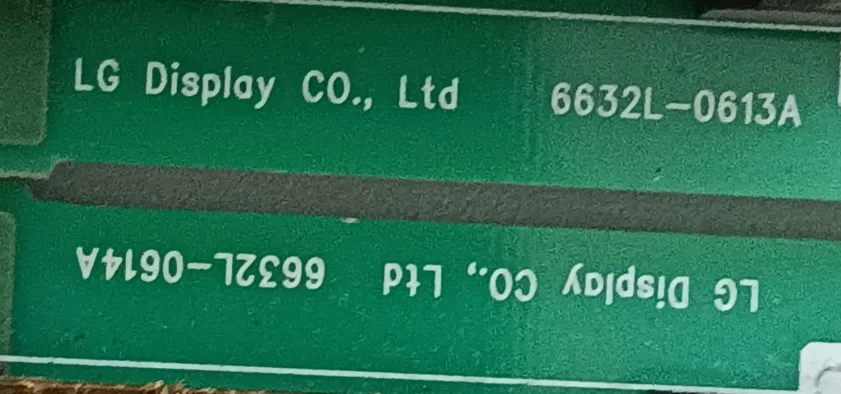 LG Display CO., Ltd 6632L-0613A
LG Display CO., Ltd 6632L-0614A